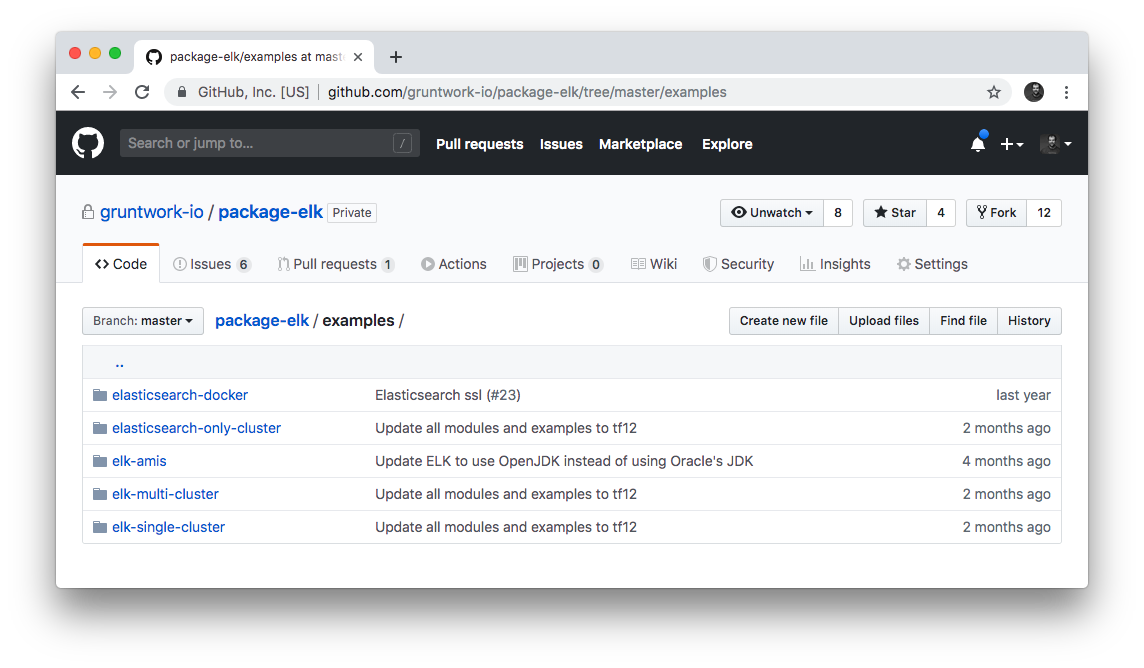 package-elk/examples at mast
GitHub, Inc. [US] github.com/gruntwork-io/package-elk/tree/master/examples
Search or jump to... / Pull requests Issues Marketplace Explore
gruntwork-io / package-elk Private Unwatch 8 Star 4 Fork 12
Code Issues 6 Pull requests 1 Actions Projects 0 Wiki Security Insights Settings
Branch: master package-elk / examples / Create new file Upload files Find file History
..
elasticsearch-docker Elasticsearch ssl (#23) last year
elasticsearch-only-cluster Update all modules and examples to tf12 2 months ago
elk-amis Update ELK to use OpenJDK instead of using Oracle's JDK 4 months ago
elk-multi-cluster Update all modules and examples to tf12 2 months ago
elk-single-cluster Update all modules and examples to tf12 2 months ago